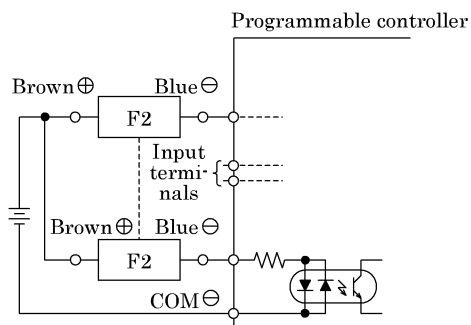 Programmable controller
Brown ⊕ Blue ⊖
F2
Input
termi-
nals
Brown ⊕ Blue ⊖
F2
COM ⊖